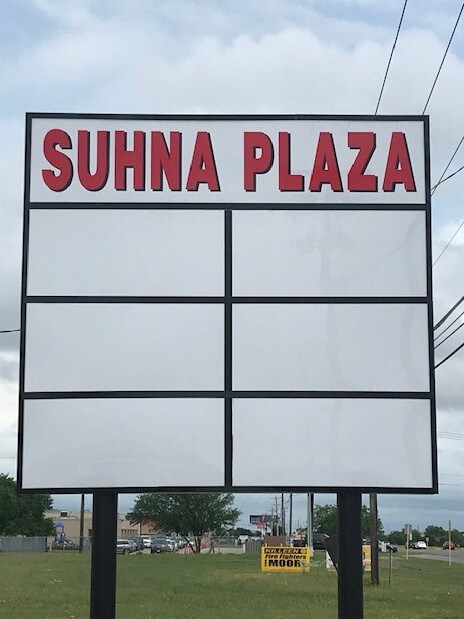 SUHNA PLAZA
KILLEEN
Fire Fighters
MOOR